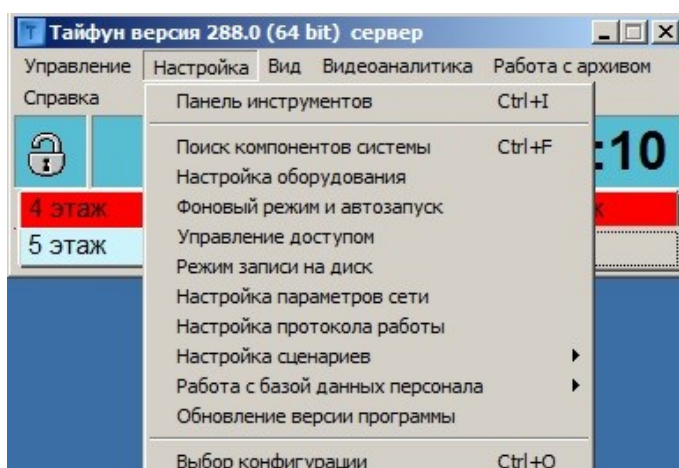 Тайфун версия 288.0 (64 bit) сервер
Управление Настройка Вид Видеоаналитика Работа с архивом
Справка
Панель инструментов Ctrl+I
Поиск компонентов системы Ctrl+F
:10
Настройка оборудования
4 этаж
Фоновый режим и автозапуск
5 этаж
Управление доступом
Режим записи на диск
Настройка параметров сети
Настройка протокола работы
Настройка сценариев
Работа с базой данных персонала
Обновление версии программы
Выбор конфигурации Ctrl+O